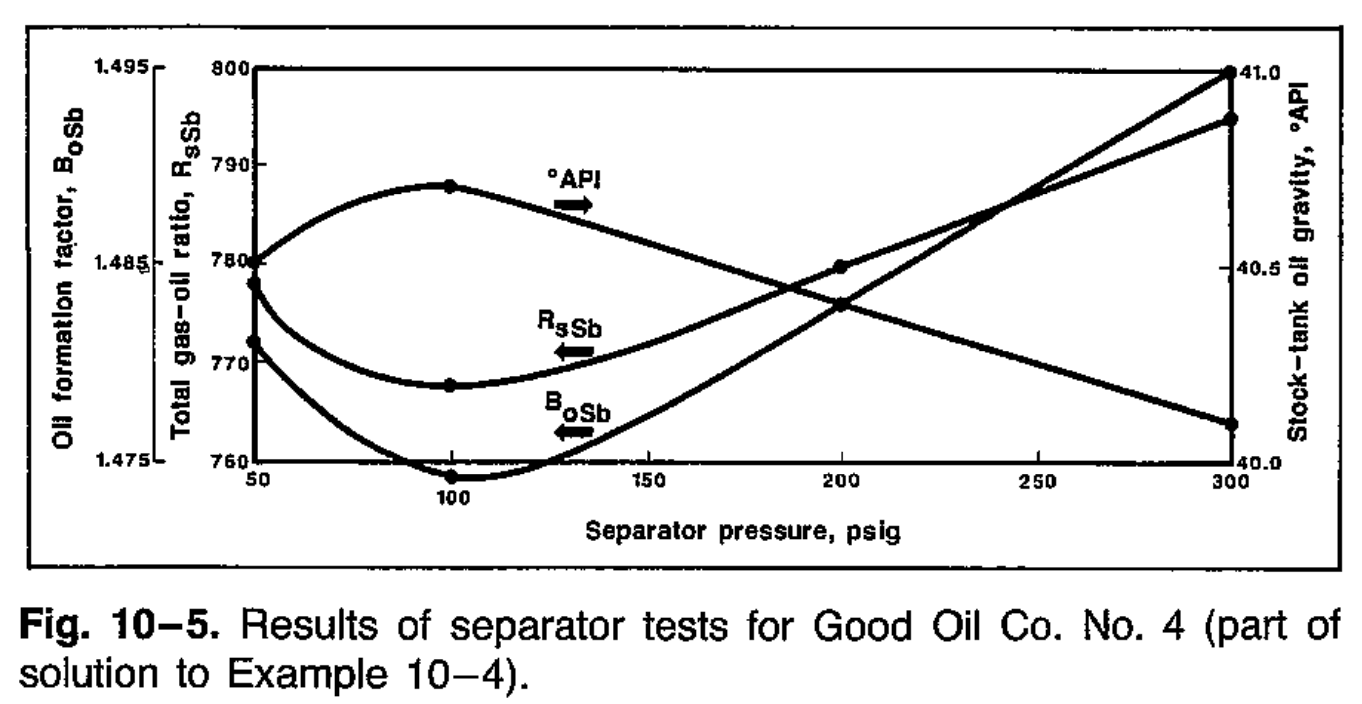 Oil formation factor, BoSb
1.495
1.485
1.475
Total gas-oil ratio, RsSb
800
790
780
770
760
°API
RsSb
BoSb
41.0
40.5
40.0
Stock-tank oil gravity, °API
50
100
150
200
250
300
Separator pressure, psig
Fig. 10–5. Results of separator tests for Good Oil Co. No. 4 (part of
solution to Example 10–4).